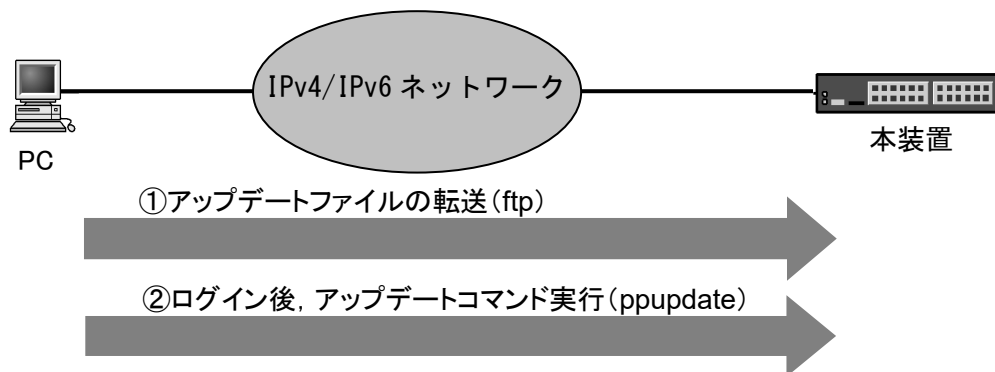 IPv4/IPv6 ネットワーク
PC
本装置
①アップデートファイルの転送（ftp）
②ログイン後，アップデートコマンド実行（ppupdate）